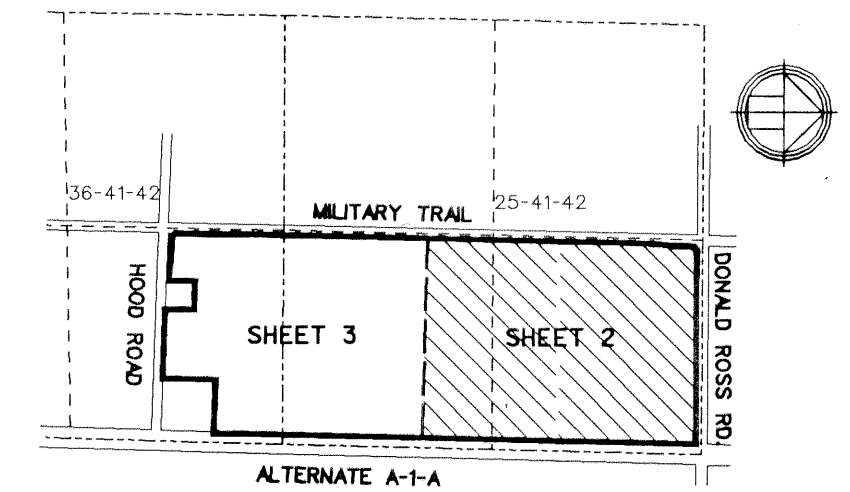 36-41-42
MILITARY TRAIL
25-41-42
HOOD ROAD
SHEET 3
SHEET 2
DONALD ROSS RD.
ALTERNATE A-1-A